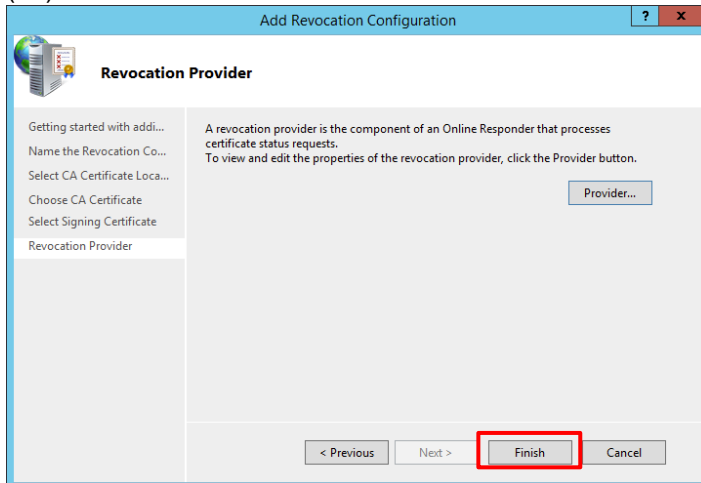 Add Revocation Configuration
? x
Revocation Provider
Getting started with addi...
Name the Revocation Co...
Select CA Certificate Loca...
Choose CA Certificate
Select Signing Certificate
Revocation Provider
A revocation provider is the component of an Online Responder that processes
certificate status requests.
To view and edit the properties of the revocation provider, click the Provider button.
Provider...
< Previous
Next >
Finish
Cancel